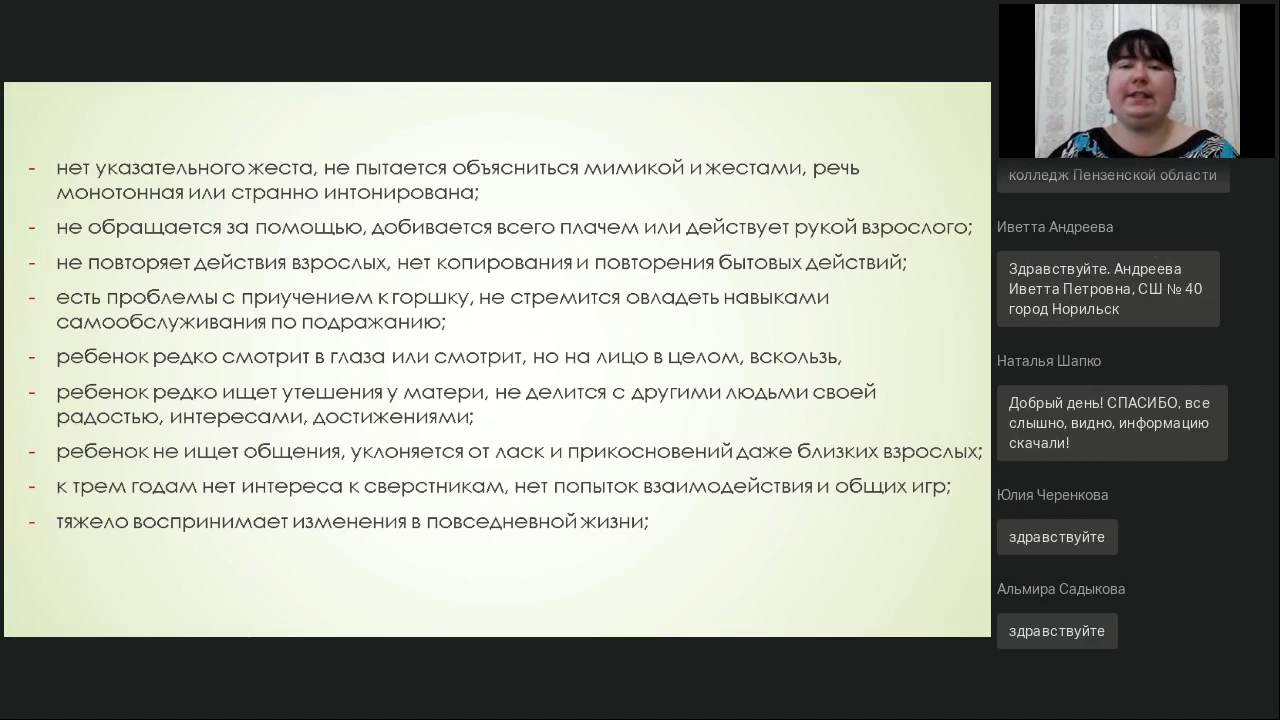 - нет указательного жеста, не пытается объясниться мимикой и жестами, речь
монотонная или странно интонирована;
- не обращается за помощью, добивается всего плачем или действует рукой взрослого;
- не повторяет действия взрослых, нет копирования и повторения бытовых действий;
- есть проблемы с приучением к горшку, не стремится овладеть навыками
самообслуживания по подражанию;
- ребенок редко смотрит в глаза или смотрит, но на лицо в целом, вскользь,
- ребенок редко ищет утешения у матери, не делится с другими людьми своей
радостью, интересами, достижениями;
- ребенок не ищет общения, уклоняется от ласк и прикосновений даже близких взрослых;
- к трем годам нет интереса к сверстникам, нет попыток взаимодействия и общих игр;
- тяжело воспринимает изменения в повседневной жизни;
колледж Пензенской области
Иветта Андреева
Здравствуйте. Андреева
Иветта Петровна, СШ № 40
город Норильск
Наталья Шапко
Добрый день! СПАСИБО, все
слышно, видно, информацию
скачали!
Юлия Черенкова
здравствуйте
Альмира Садыкова
здравствуйте